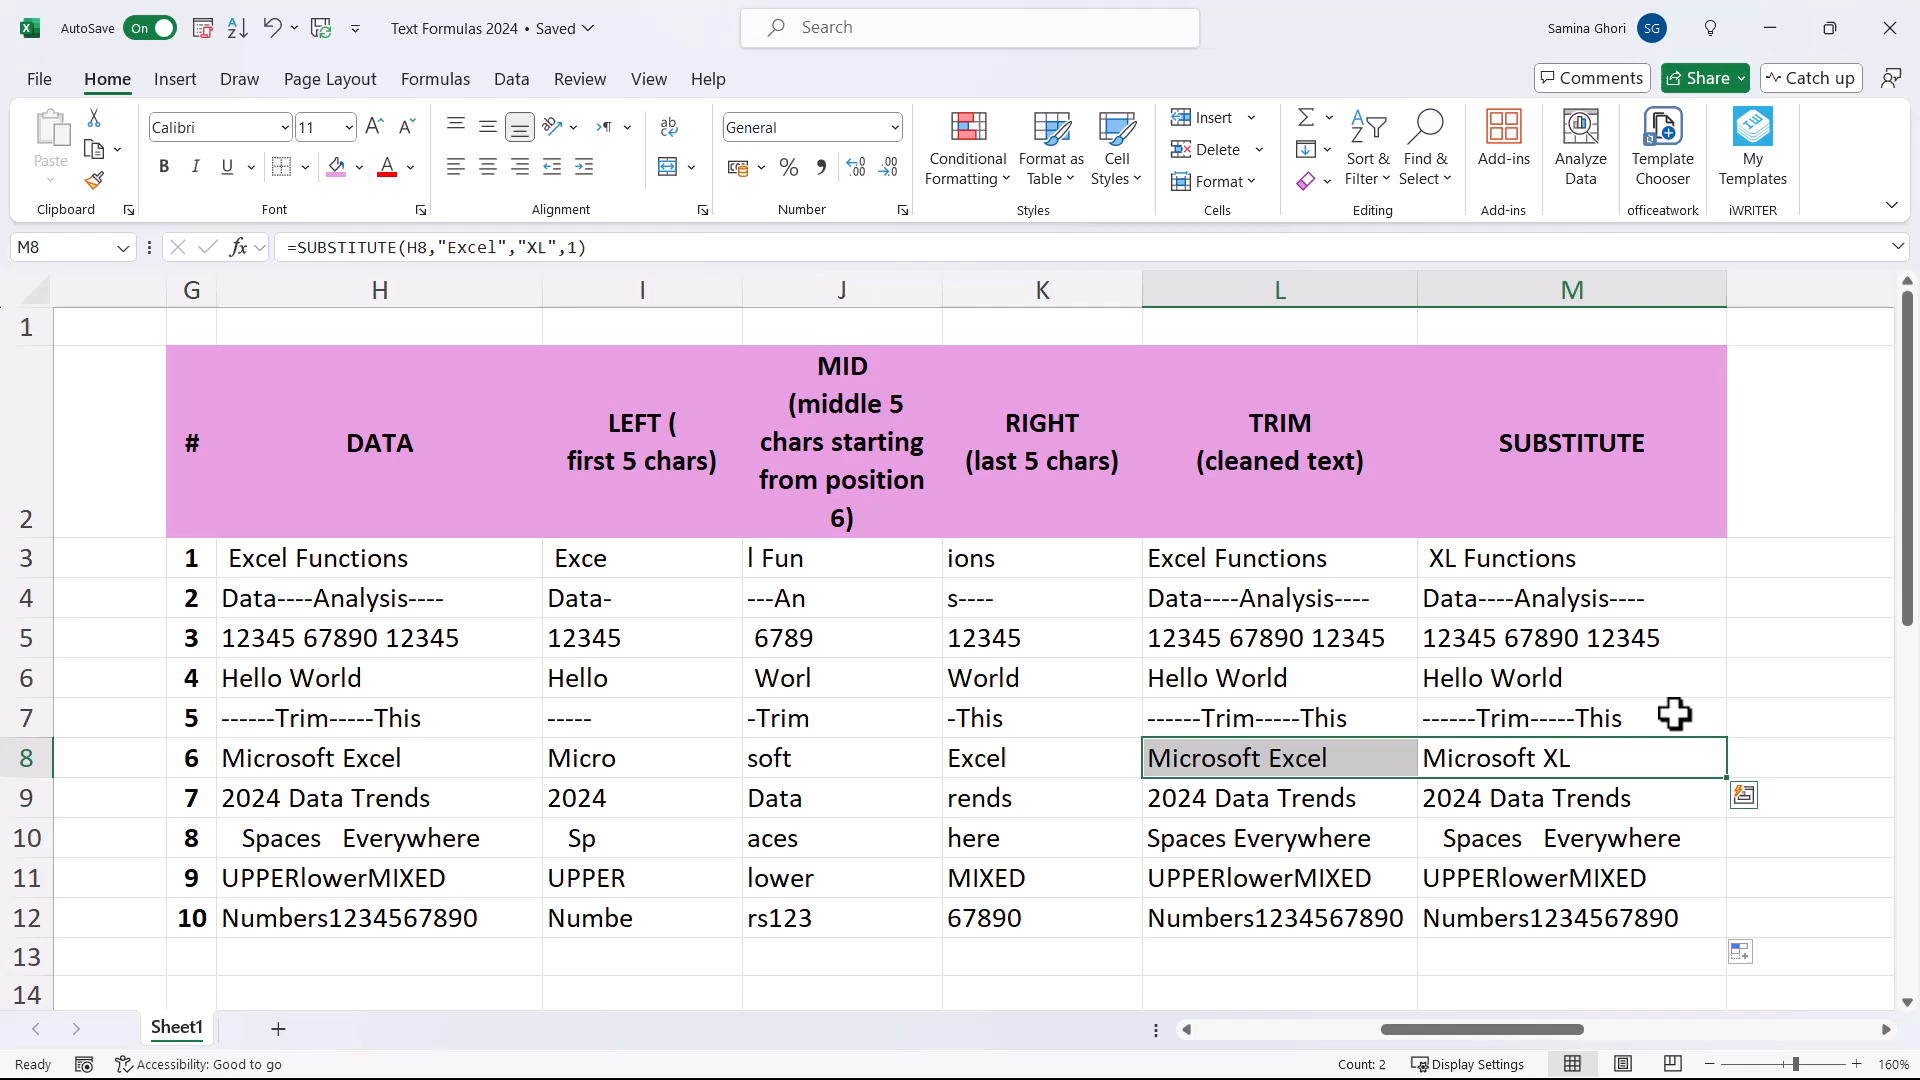 AutoSave On Text Formulas 2024 • Saved Search Samina Ghori SG
File Home Insert Draw Page Layout Formulas Data Review View Help Comments Share Catch up
Paste
Calibri 11
B I U
General
Conditional Formatting
Format as Table
Cell Styles
Insert
Delete
Format
Sort & Filter
Find & Select
Add-ins
Analyze Data
Template Chooser
My Templates
Clipboard Font Alignment Number Styles Cells Editing Add-ins officeatwork iWRITER
M8 fx =SUBSTITUTE(H8,"Excel","XL",1)
G H I J K L M
1
2 # DATA LEFT ( first 5 chars) MID (middle 5 chars starting from position 6) RIGHT (last 5 chars) TRIM (cleaned text) SUBSTITUTE
3 1 Excel Functions Exce l Fun ions Excel Functions XL Functions
4 2 Data----Analysis---- Data- ---An s---- Data----Analysis---- Data----Analysis----
5 3 12345 67890 12345 12345 6789 12345 12345 67890 12345 12345 67890 12345
6 4 Hello World Hello Worl World Hello World Hello World
7 5 ------Trim-----This ----- -Trim -This ------Trim-----This ------Trim-----This
8 6 Microsoft Excel Micro soft Excel Microsoft Excel Microsoft XL
9 7 2024 Data Trends 2024 Data rends 2024 Data Trends 2024 Data Trends
10 8 Spaces Everywhere Sp aces here Spaces Everywhere Spaces Everywhere
11 9 UPPERlowerMIXED UPPER lower MIXED UPPERlowerMIXED UPPERlowerMIXED
12 10 Numbers1234567890 Numbe rs123 67890 Numbers1234567890 Numbers1234567890
13
14
Sheet1
Ready Accessibility: Good to go Count: 2 Display Settings 160%